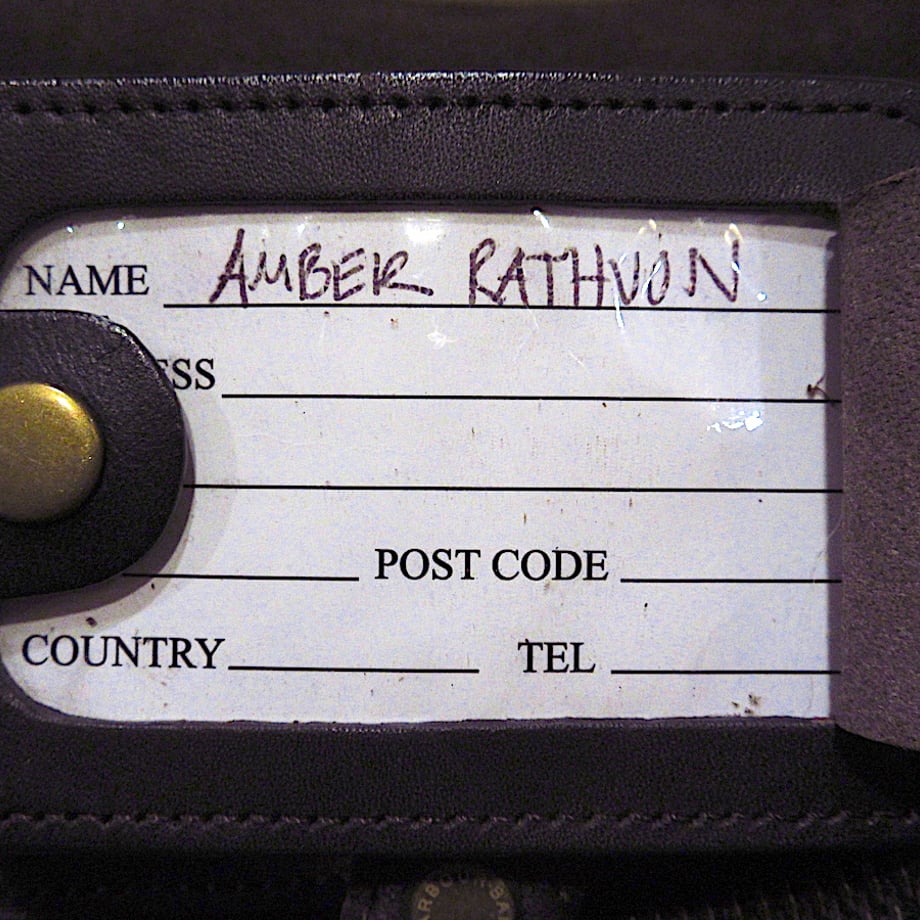 NAME AMBER RATHVON
ESS
POST CODE
COUNTRY TEL